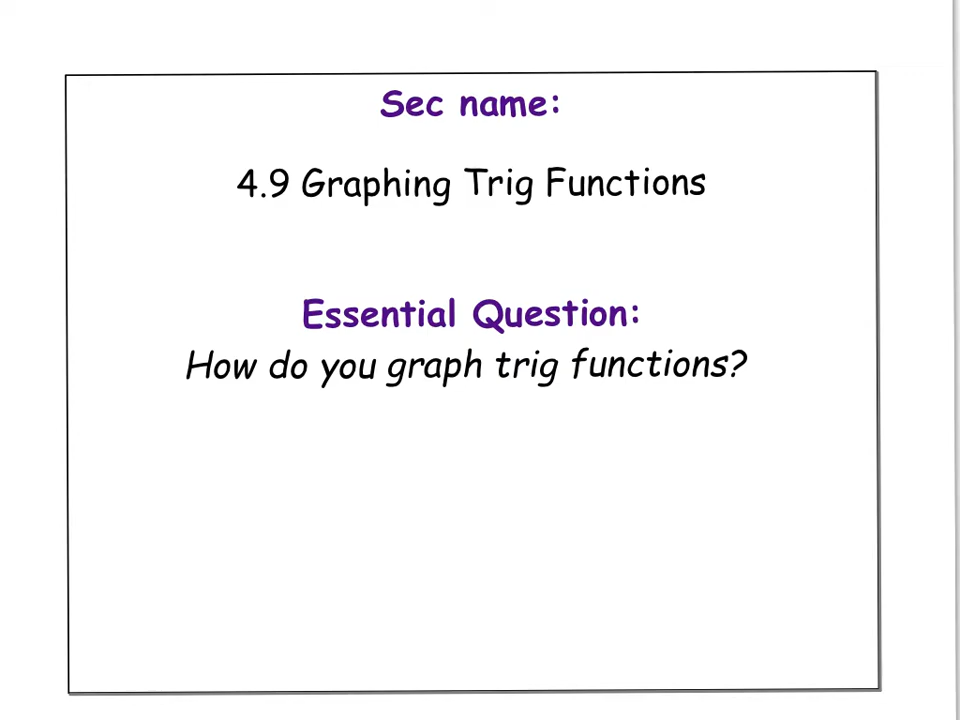 Sec name:
4.9 Graphing Trig Functions
Essential Question:
How do you graph trig functions?